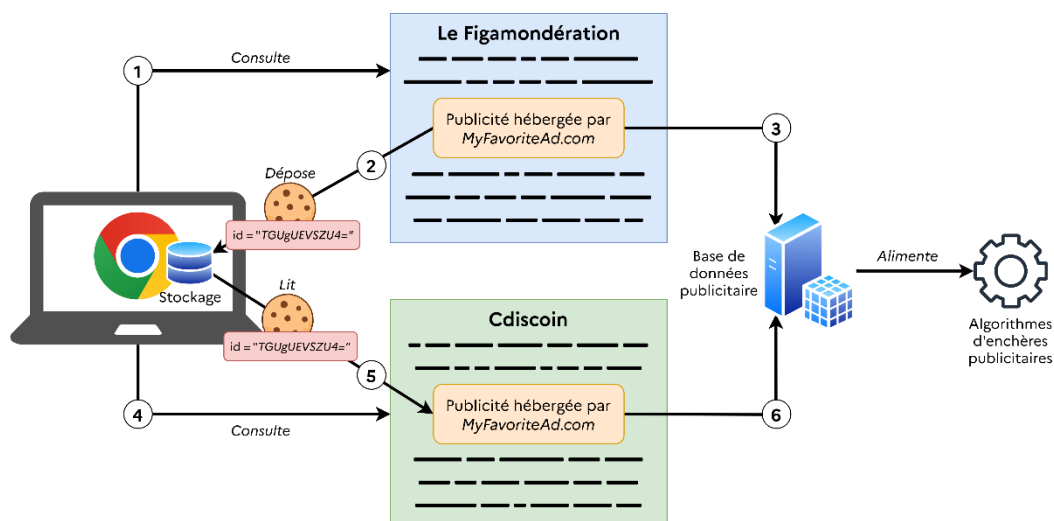 Le Figamondération
1
Consulte
Publicité hébergée par
MyFavoriteAd.com
3
2
Dépose
id = "TGUgUEVSZU4="
Stockage
Lit
id = "TGUgUEVSZU4="
Base de
données
publicitaire
Alimente
Algorithmes
d'enchères
publicitaires
Cdiscoin
5
4
Consulte
Publicité hébergée par
MyFavoriteAd.com
6